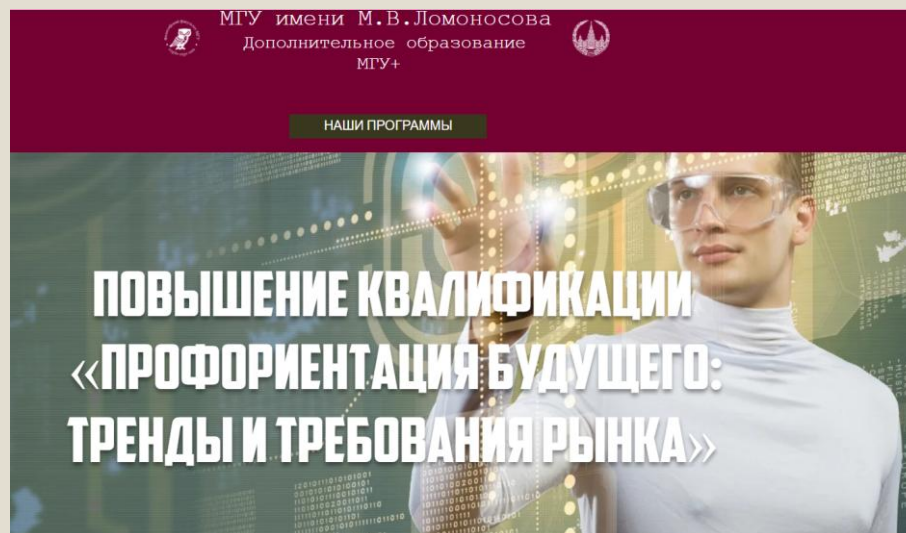 МГУ имени М.В.Ломоносова
Дополнительное образование
МГУ+
НАШИ ПРОГРАММЫ
ПОВЫШЕНИЕ КВАЛИФИКАЦИИ
«ПРОФОРИЕНТАЦИЯ БУДУЩЕГО:
ТРЕНДЫ И ТРЕБОВАНИЯ РЫНКА»